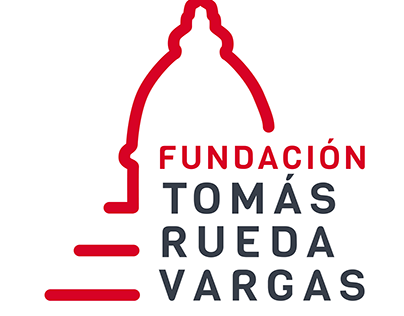 FUNDACIÓN
TOMÁS
RUEDA
VARGAS